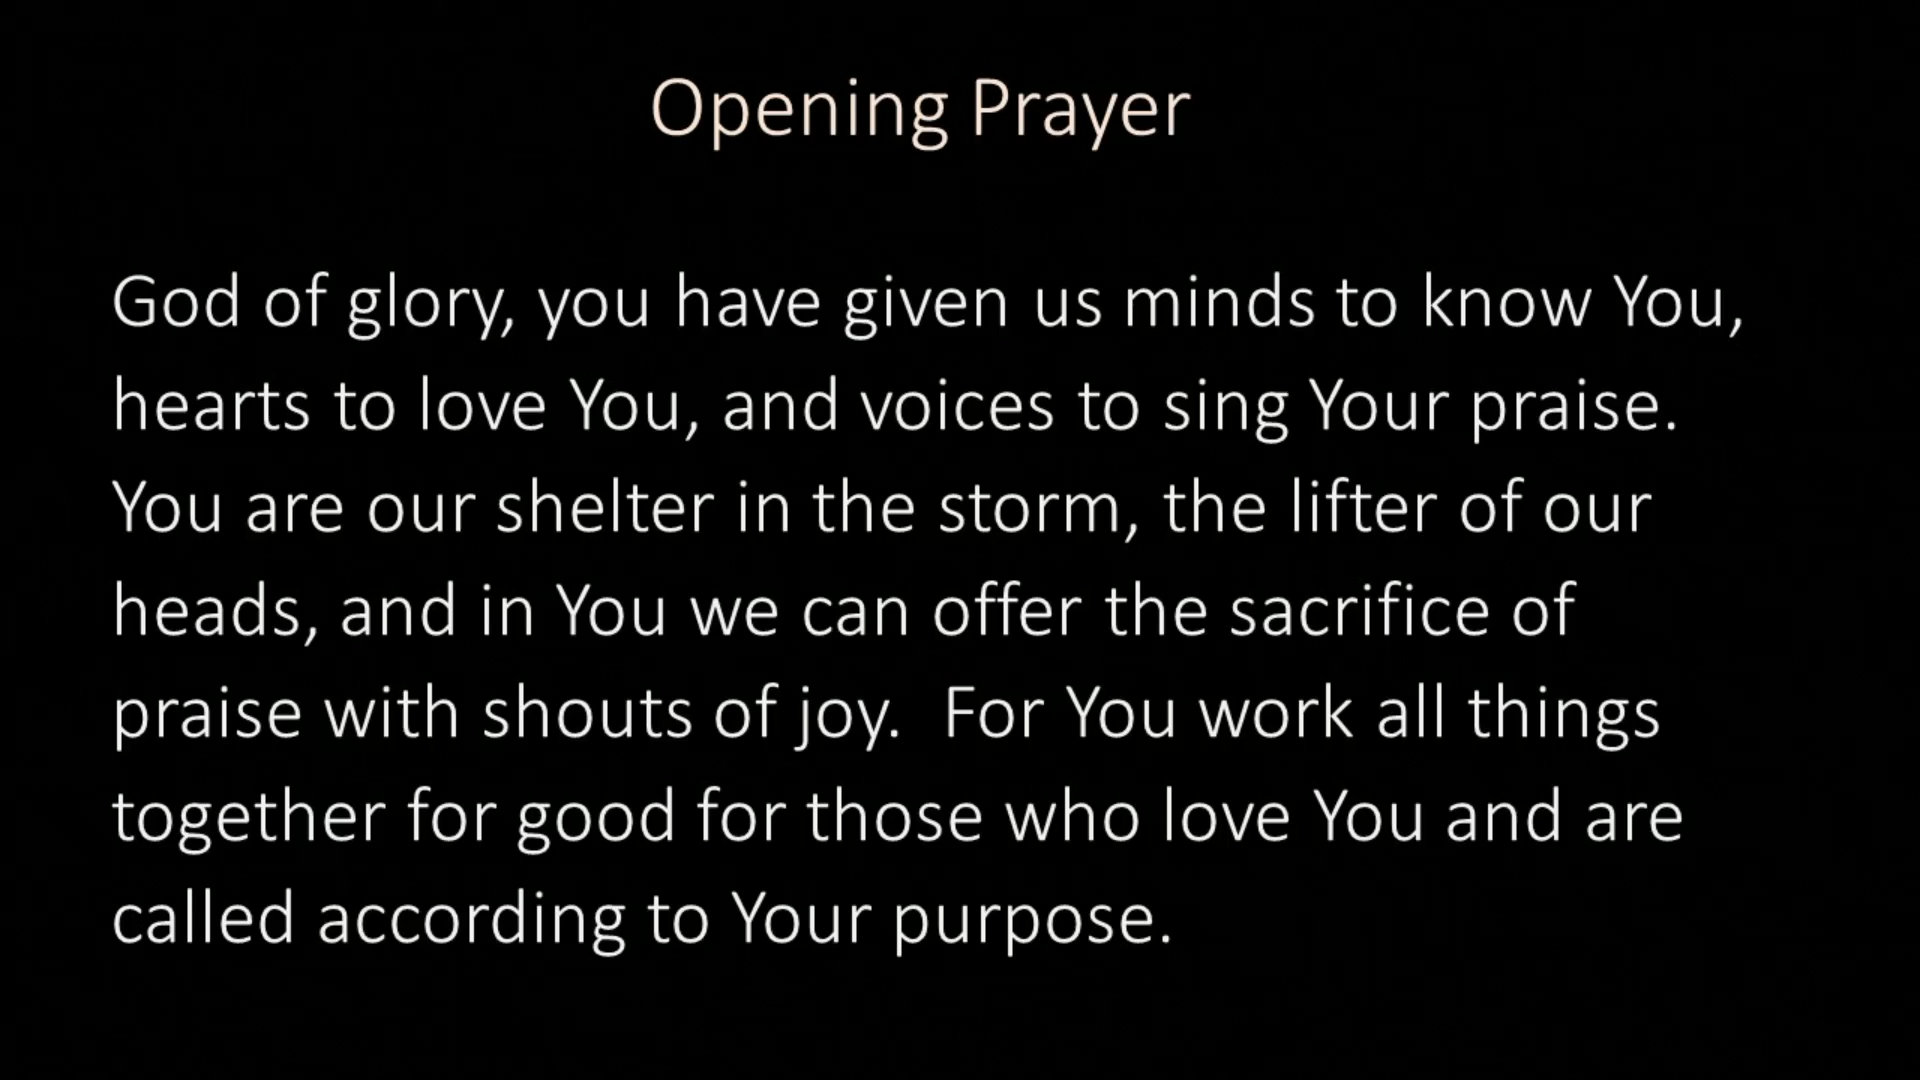 Opening Prayer
God of glory, you have given us minds to know You,
hearts to love You, and voices to sing Your praise.
You are our shelter in the storm, the lifter of our
heads, and in You we can offer the sacrifice of
praise with shouts of joy.  For You work all things
together for good for those who love You and are
called according to Your purpose.